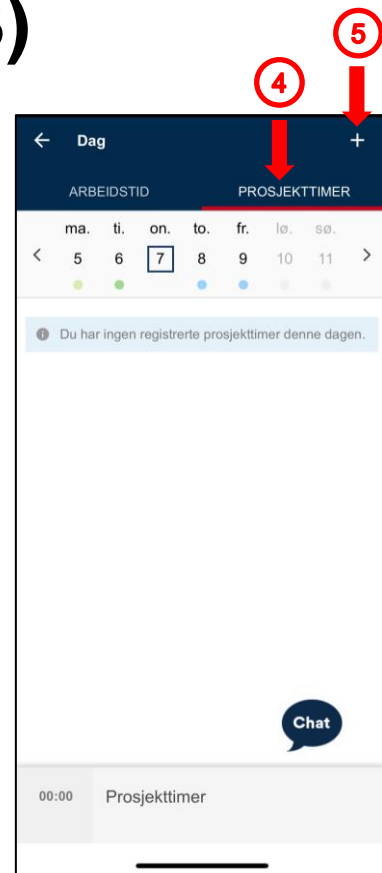 )
5
4
← Dag +
ARBEIDSTID PROSJEKTTIMER
ma. ti. on. to. fr. lø. sø.
< 5 6 7 8 9 10 11 >
Du har ingen registrerte prosjekttimer denne dagen.
Chat
00:00 Prosjekttimer